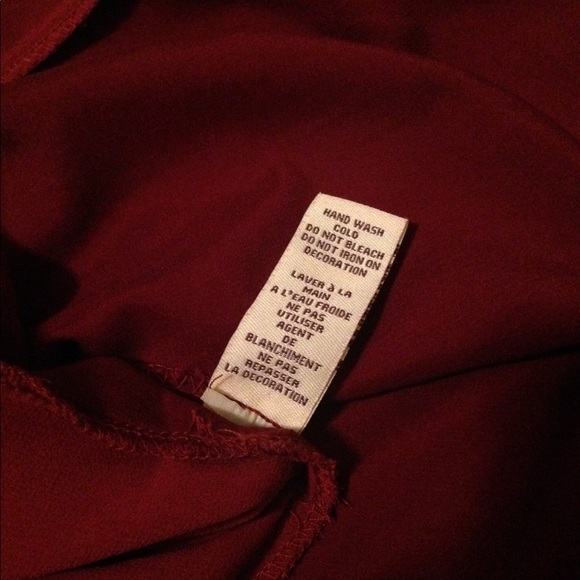 HAND WASH
COLD
DO NOT BLEACH
DO NOT IRON ON
DECORATION
LAVER à LA
MAIN
A L'EAU FROIDE
NE PAS
UTILISER
AGENT
DE
BLANCHIMENT
NE PAS
REPASSER
LA DECORATION